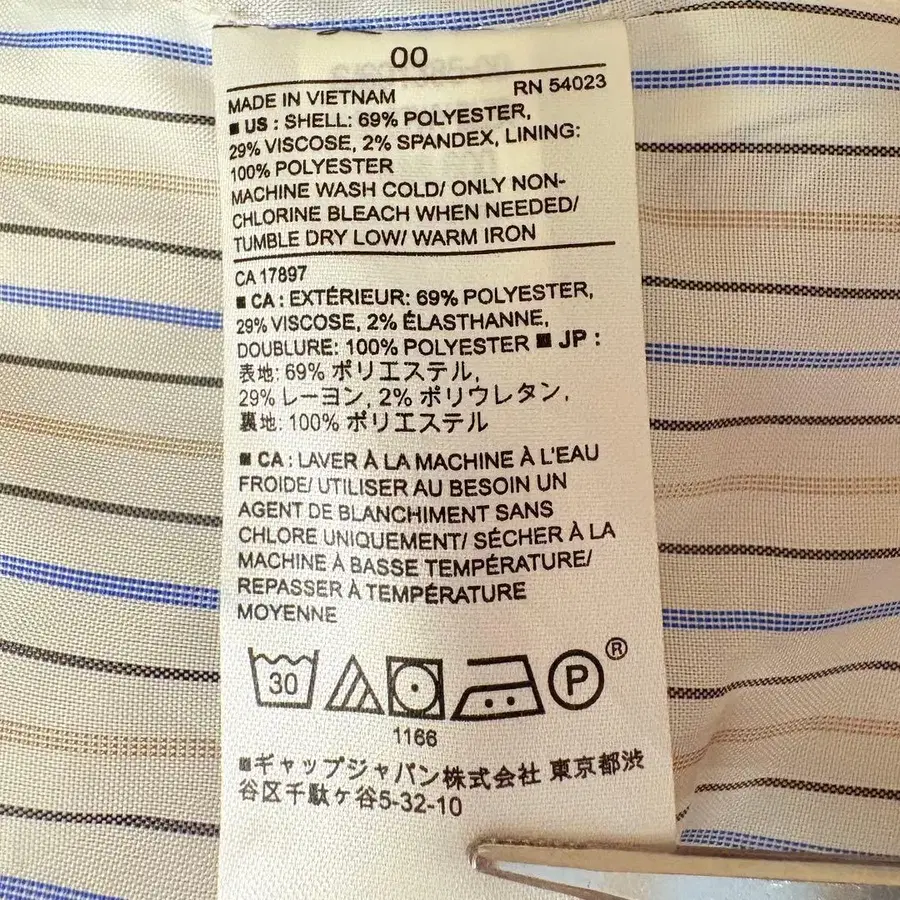 00
MADE IN VIETNAM RN 54023
■ US : SHELL: 69% POLYESTER,
29% VISCOSE, 2% SPANDEX, LINING:
100% POLYESTER
MACHINE WASH COLD/ ONLY NON-
CHLORINE BLEACH WHEN NEEDED/
TUMBLE DRY LOW/ WARM IRON
CA 17897
■ CA : EXTÉRIEUR: 69% POLYESTER,
29% VISCOSE, 2% ÉLASTHANNE,
DOUBLURE: 100% POLYESTER ■ JP :
表地: 69% ポリエステル,
29% レーヨン, 2% ポリウレタン,
裏地: 100% ポリエステル
■ CA : LAVER À LA MACHINE À L'EAU
FROIDE/ UTILISER AU BESOIN UN
AGENT DE BLANCHIMENT SANS
CHLORE UNIQUEMENT/ SÉCHER À LA
MACHINE À BASSE TEMPÉRATURE/
REPASSER À TEMPÉRATURE
MOYENNE
30 P ®
1166
■ギャップジャパン株式会社 東京都渋
谷区千駄ヶ谷5-32-10